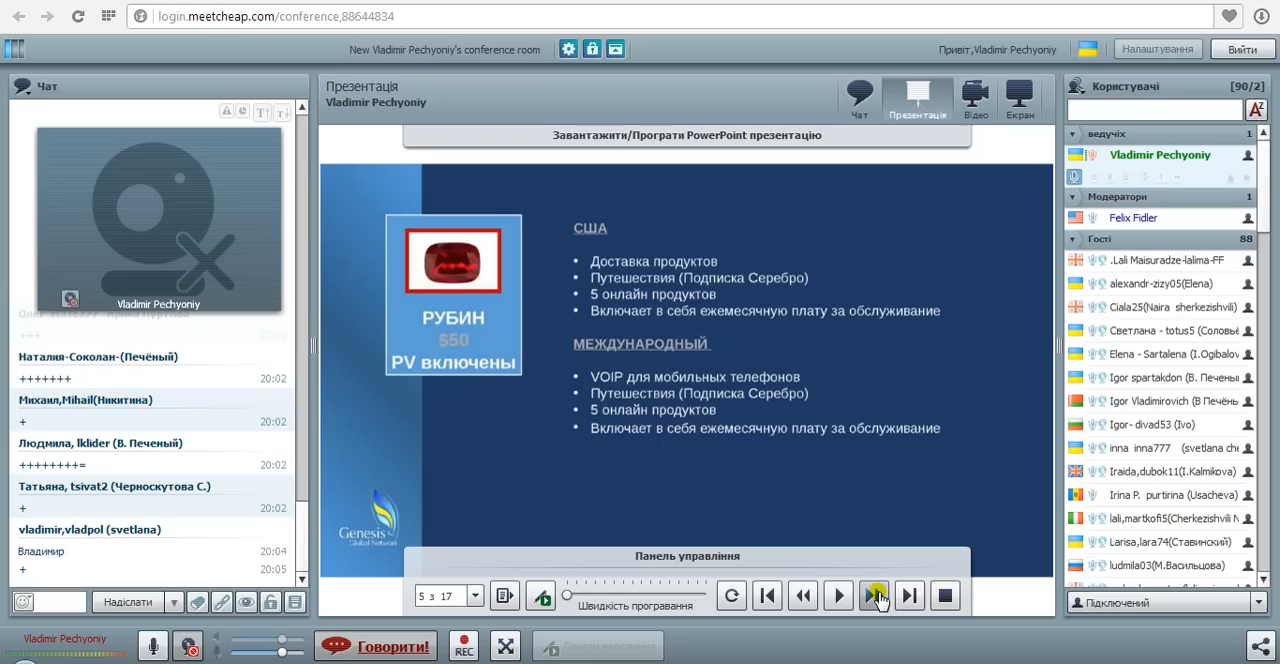 login.meetcheap.com/conference,88644834
New Vladimir Pechyoniy's conference room
Привіт,Vladimir Pechyoniy
Налаштування
Вийти
Чат
Vladimir Pechyoniy
+++
20:02
Наталия-Соколан-(Печёный)
+++++++
20:02
Михаил,Mihail(Никитина)
+
20:02
Людмила, lklider (В. Печеный)
++++++++=
20:02
Татьяна, tsivat2 (Черноскутова С.)
+
20:02
vladimir,vladpol (svetlana)
Владимир
20:04
+
20:05
Надіслати
Презентація
Vladimir Pechyoniy
Чат
Презентація
Відео
Екран
Завантажити/Програти PowerPoint презентацію
РУБИН
$50
PV включены
США
• Доставка продуктов
• Путешествия (Подписка Серебро)
• 5 онлайн продуктов
• Включает в себя ежемесячную плату за обслуживание
МЕЖДУНАРОДНЫЙ
• VOIP для мобильных телефонов
• Путешествия (Подписка Серебро)
• 5 онлайн продуктов
• Включает в себя ежемесячную плату за обслуживание
Genesis
Global Network
Панель управління
5 з 17
Швидкість програвання
Користувачі
[90/2]
ведучіх
1
Vladimir Pechyoniy
Модератори
1
Felix Fidler
Гості
88
.Lali Maisuradze-lalima-FF
alexandr-zizy05(Elena)
Ciala25(Naira sherkezishvili)
Светлана - totus5 (Соловье
Elena - Sartalena (I.Ogibalov
Igor spartakdon (В. Печены
Igor Vladimirovich (В Печёнь
Igor- divad53 (Ivo)
inna inna777 (svetlana che
Iraida,dubok11(I.Kalmikova)
Irina P. purtirina (Usacheva)
lali,martkofi5(Cherkezishvili N
Larisa,lara74(Ставинский)
ludmila03(М.Васильцова)
Підключений
Vladimir Pechyoniy
Говорити!
REC
Почати малювання